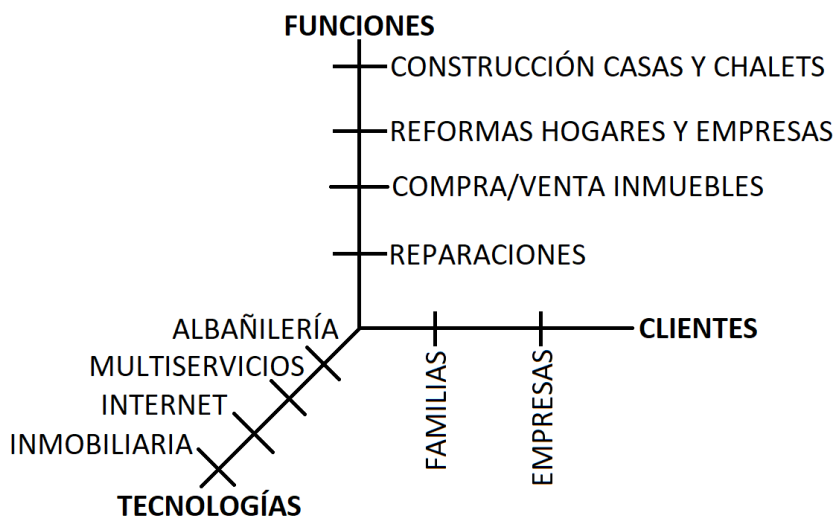 FUNCIONES
CONSTRUCCIÓN CASAS Y CHALETS
REFORMAS HOGARES Y EMPRESAS
COMPRA/VENTA INMUEBLES
REPARACIONES
ALBAÑILERÍA
MULTISERVICIOS
INTERNET
INMOBILIARIA
TECNOLOGÍAS
FAMILIAS
EMPRESAS
CLIENTES